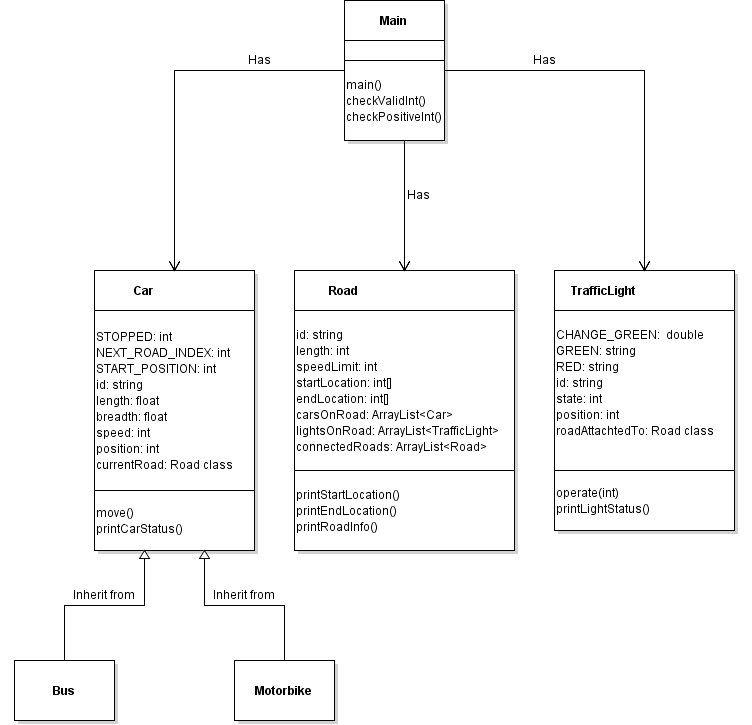 Main
main()
checkValidInt()
checkPositiveInt()
Has
Has
Has
Car
STOPPED: int
NEXT_ROAD_INDEX: int
START_POSITION: int
id: string
length: float
breadth: float
speed: int
position: int
currentRoad: Road class
move()
printCarStatus()
Road
id: string
length: int
speedLimit: int
startLocation: int[]
endLocation: int[]
carsOnRoad: ArrayList<Car>
lightsOnRoad: ArrayList<TrafficLight>
connectedRoads: ArrayList<Road>
printStartLocation()
printEndLocation()
printRoadInfo()
TrafficLight
CHANGE_GREEN: double
GREEN: string
RED: string
id: string
state: int
position: int
roadAttachtedTo: Road class
operate(int)
printLightStatus()
Inherit from
Inherit from
Bus
Motorbike